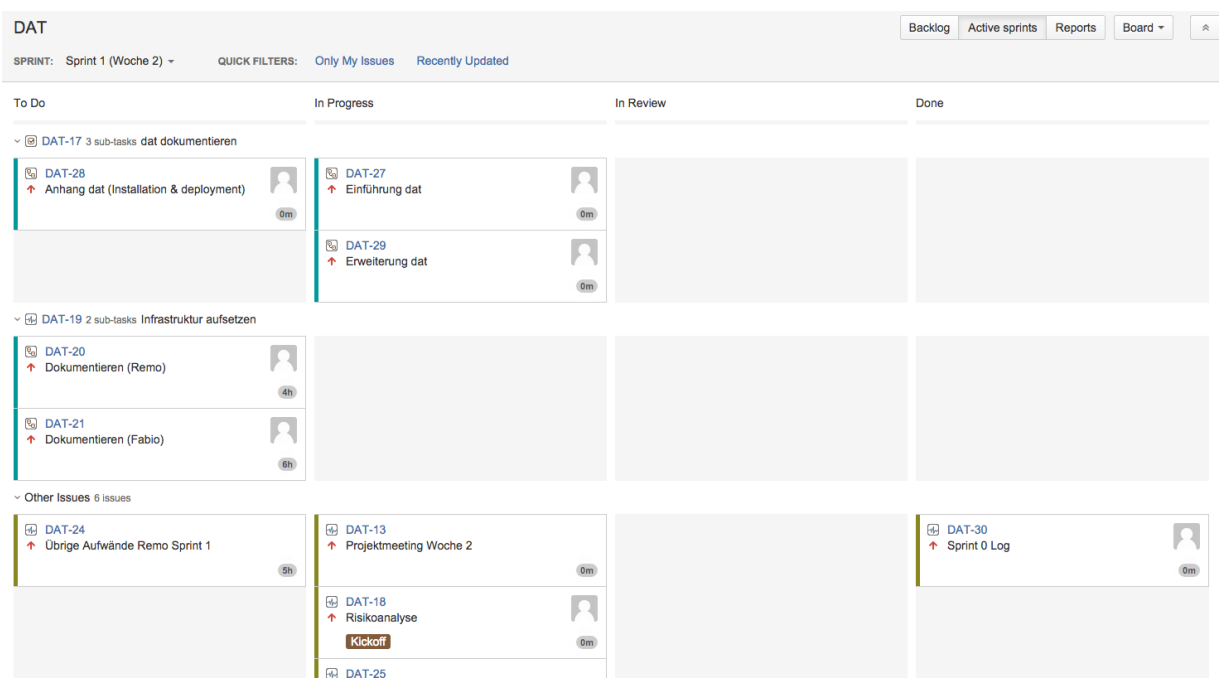 DAT
Backlog Active sprints Reports Board
SPRINT: Sprint 1 (Woche 2) QUICK FILTERS: Only My Issues Recently Updated
To Do In Progress In Review Done
DAT-17 3 sub-tasks dat dokumentieren
DAT-28
Anhang dat (Installation & deployment)
0m
DAT-27
Einführung dat
0m
DAT-29
Erweiterung dat
0m
DAT-19 2 sub-tasks Infrastruktur aufsetzen
DAT-20
Dokumentieren (Remo)
4h
DAT-21
Dokumentieren (Fabio)
6h
Other Issues 6 issues
DAT-24
Übrige Aufwände Remo Sprint 1
5h
DAT-13
Projektmeeting Woche 2
0m
DAT-18
Risikoanalyse
Kickoff
0m
DAT-25
DAT-30
Sprint 0 Log
0m